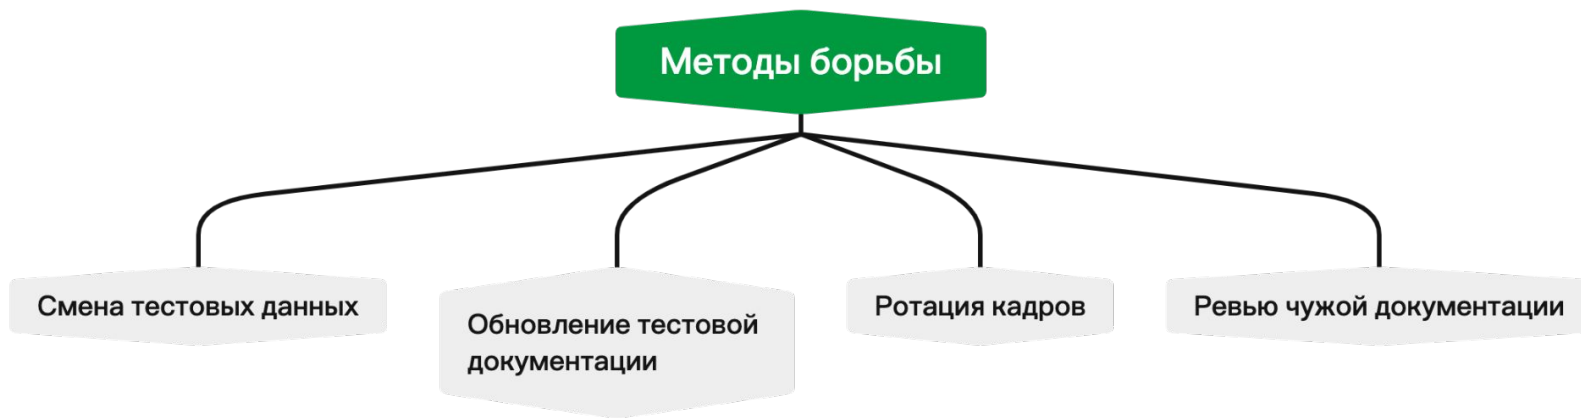 Методы борьбы
Смена тестовых данных
Обновление тестовой
документации
Ротация кадров
Ревью чужой документации